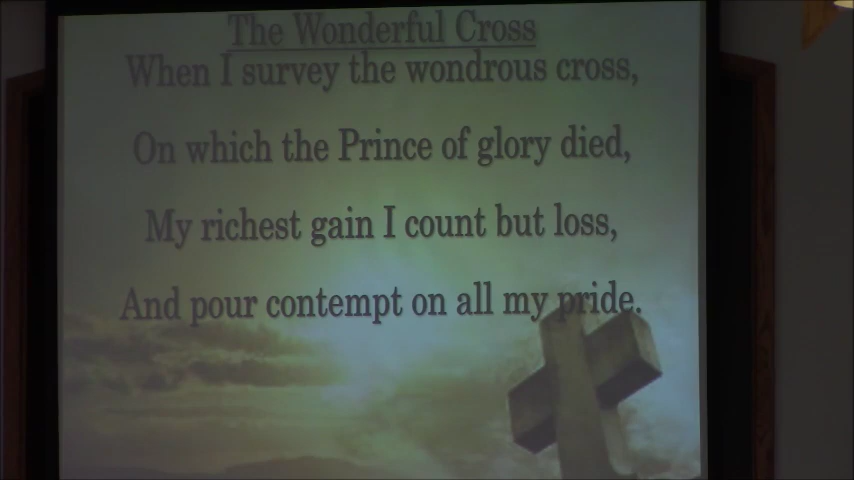 The Wonderful Cross
When I survey the wondrous cross,
On which the Prince of glory died,
My richest gain I count but loss,
And pour contempt on all my pride.